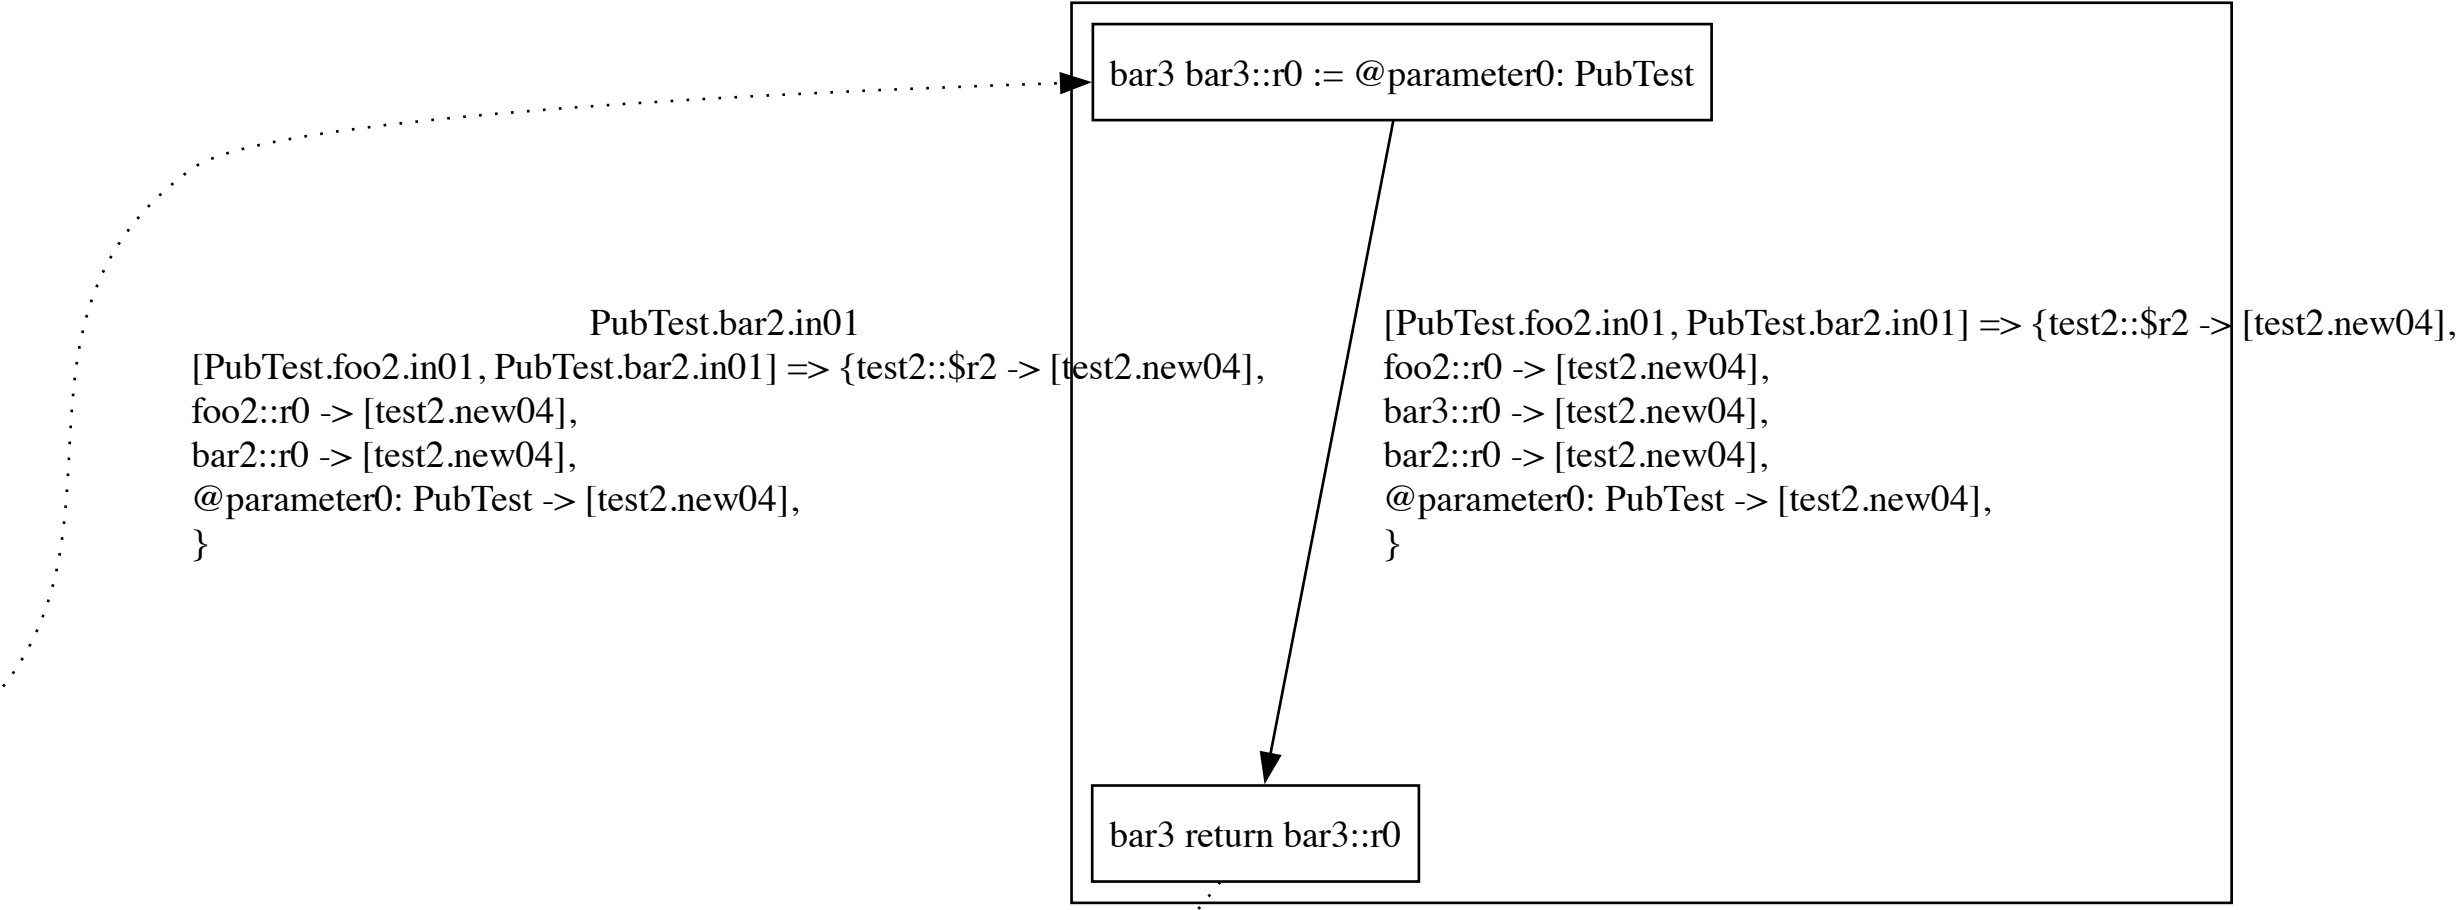 bar3 bar3::r0 := @parameter0: PubTest
PubTest.bar2.in01
[PubTest.foo2.in01, PubTest.bar2.in01] => {test2::$r2 -> [test2.new04],
foo2::r0 -> [test2.new04],
bar2::r0 -> [test2.new04],
@parameter0: PubTest -> [test2.new04],
}
[PubTest.foo2.in01, PubTest.bar2.in01] => {test2::$r2 -> [test2.new04],
foo2::r0 -> [test2.new04],
bar3::r0 -> [test2.new04],
bar2::r0 -> [test2.new04],
@parameter0: PubTest -> [test2.new04],
}
bar3 return bar3::r0